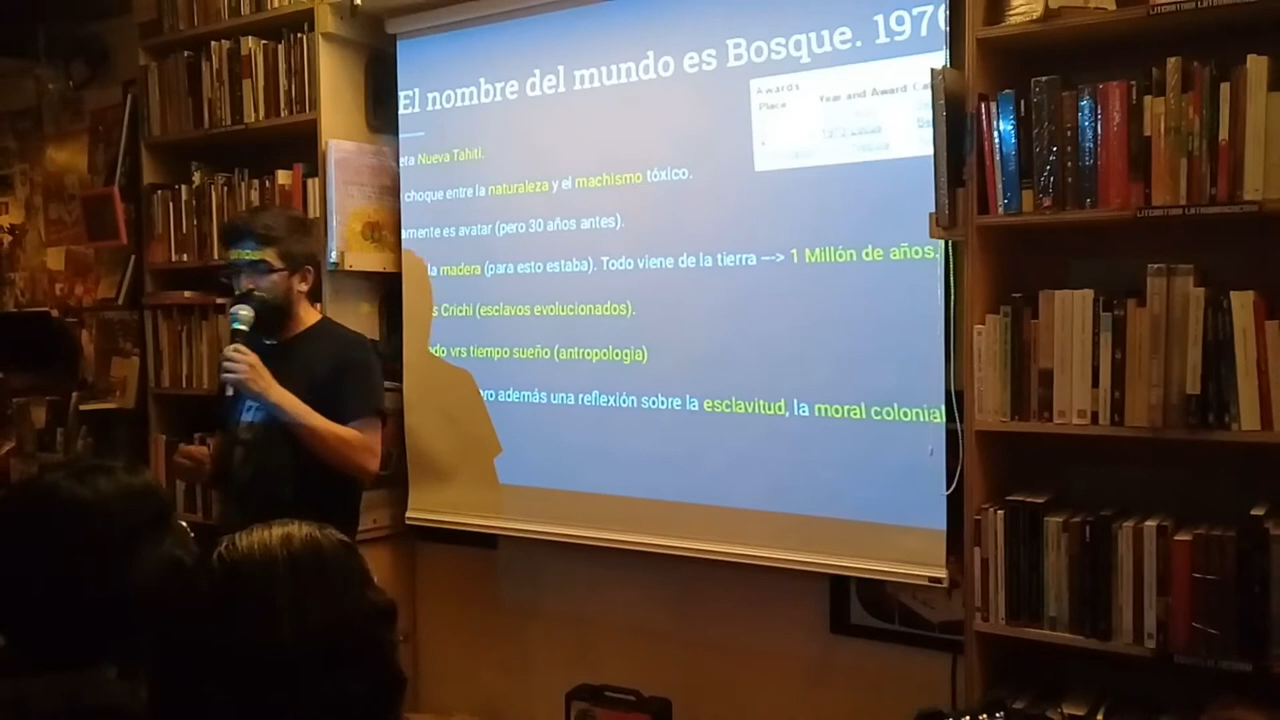 El nombre del mundo es Bosque. 197
Awards
Place
Year and Award Ca
eta Nueva Tahiti.
choque entre la naturaleza y el machismo tóxico.
amente es avatar (pero 30 años antes).
la madera (para esto estaba). Todo viene de la tierra —-> 1 Millón de años.
s Crichi (esclavos evolucionados).
do vrs tiempo sueño (antropologia)
ro además una reflexión sobre la esclavitud, la moral colonial
LITERATURA LATINOAMERICANA